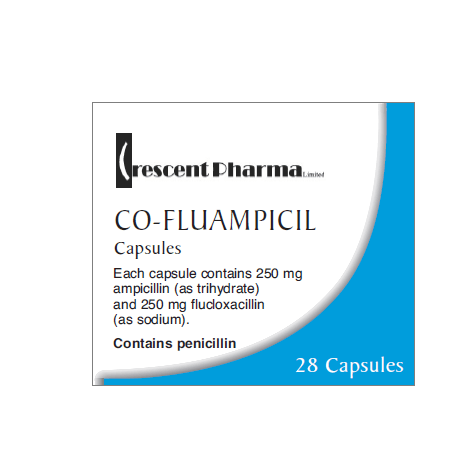 Crescent Pharma Limited
CO-FLUAMPICIL
Capsules
Each capsule contains 250 mg
ampicillin (as trihydrate)
and 250 mg flucloxacillin
(as sodium).
Contains penicillin
28 Capsules